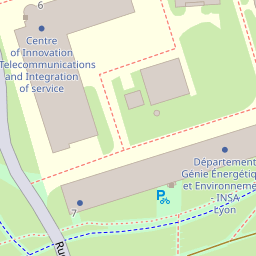 6
Centre
of Innovation
Telecommunications
and Integration
of service
Département
Génie Énergétiq
et Environneme
- INSA
Lyon
7
P
Ru